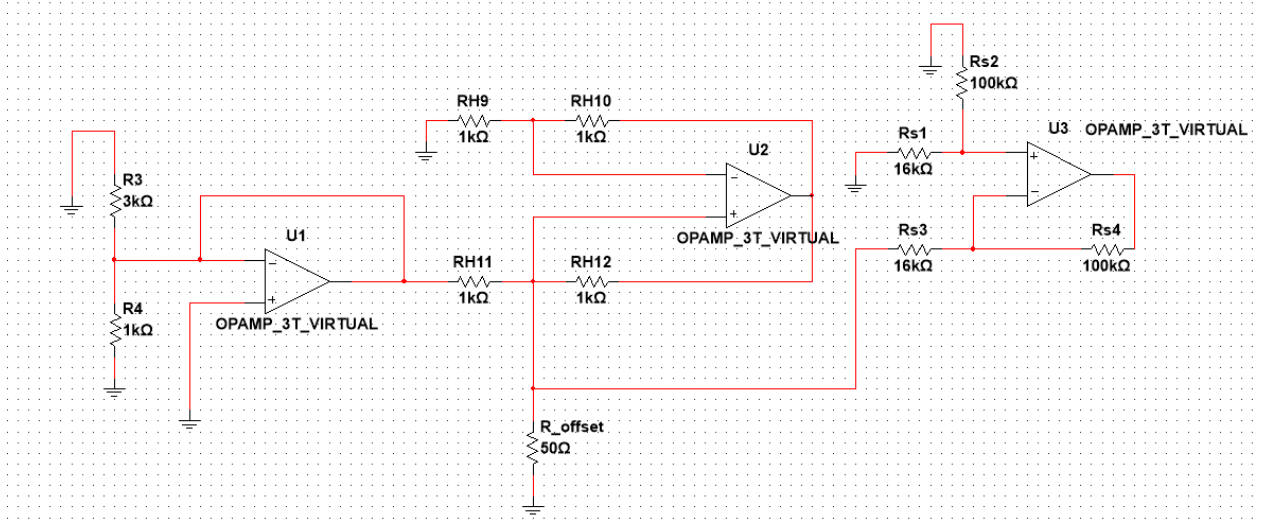 Rs2
100kΩ
RH9
1kΩ
RH10
1kΩ
U3
OPAMP_3T_VIRTUAL
Rs1
16kΩ
+
−
U2
−
+
OPAMP_3T_VIRTUAL
R3
3kΩ
U1
−
+
OPAMP_3T_VIRTUAL
R4
1kΩ
RH11
1kΩ
RH12
1kΩ
Rs3
16kΩ
Rs4
100kΩ
R_offset
50Ω